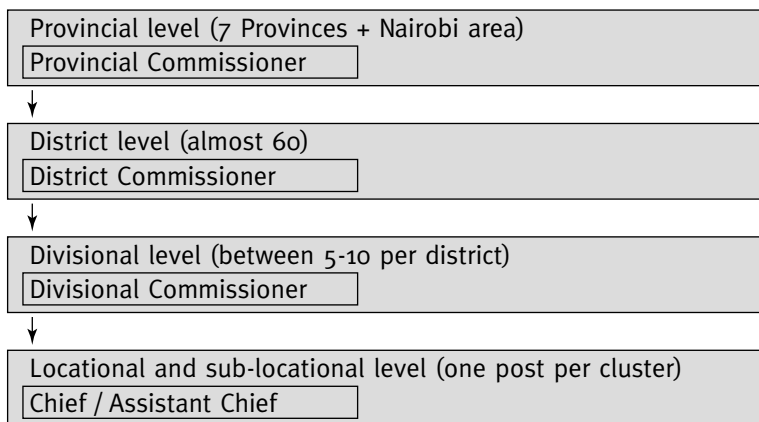 Provincial level (7 Provinces + Nairobi area)
Provincial Commissioner
District level (almost 60)
District Commissioner
Divisional level (between 5-10 per district)
Divisional Commissioner
Locational and sub-locational level (one post per cluster)
Chief / Assistant Chief